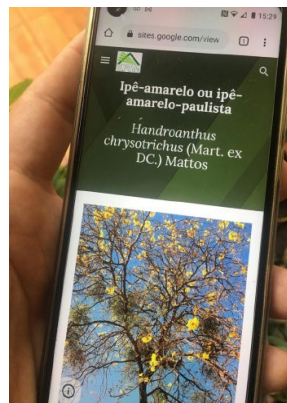 15:29
sites.google.com/view
Ipê-amarelo ou ipê-
amarelo-paulista
Handroanthus
chrysotrichus (Mart. ex
DC.) Mattos